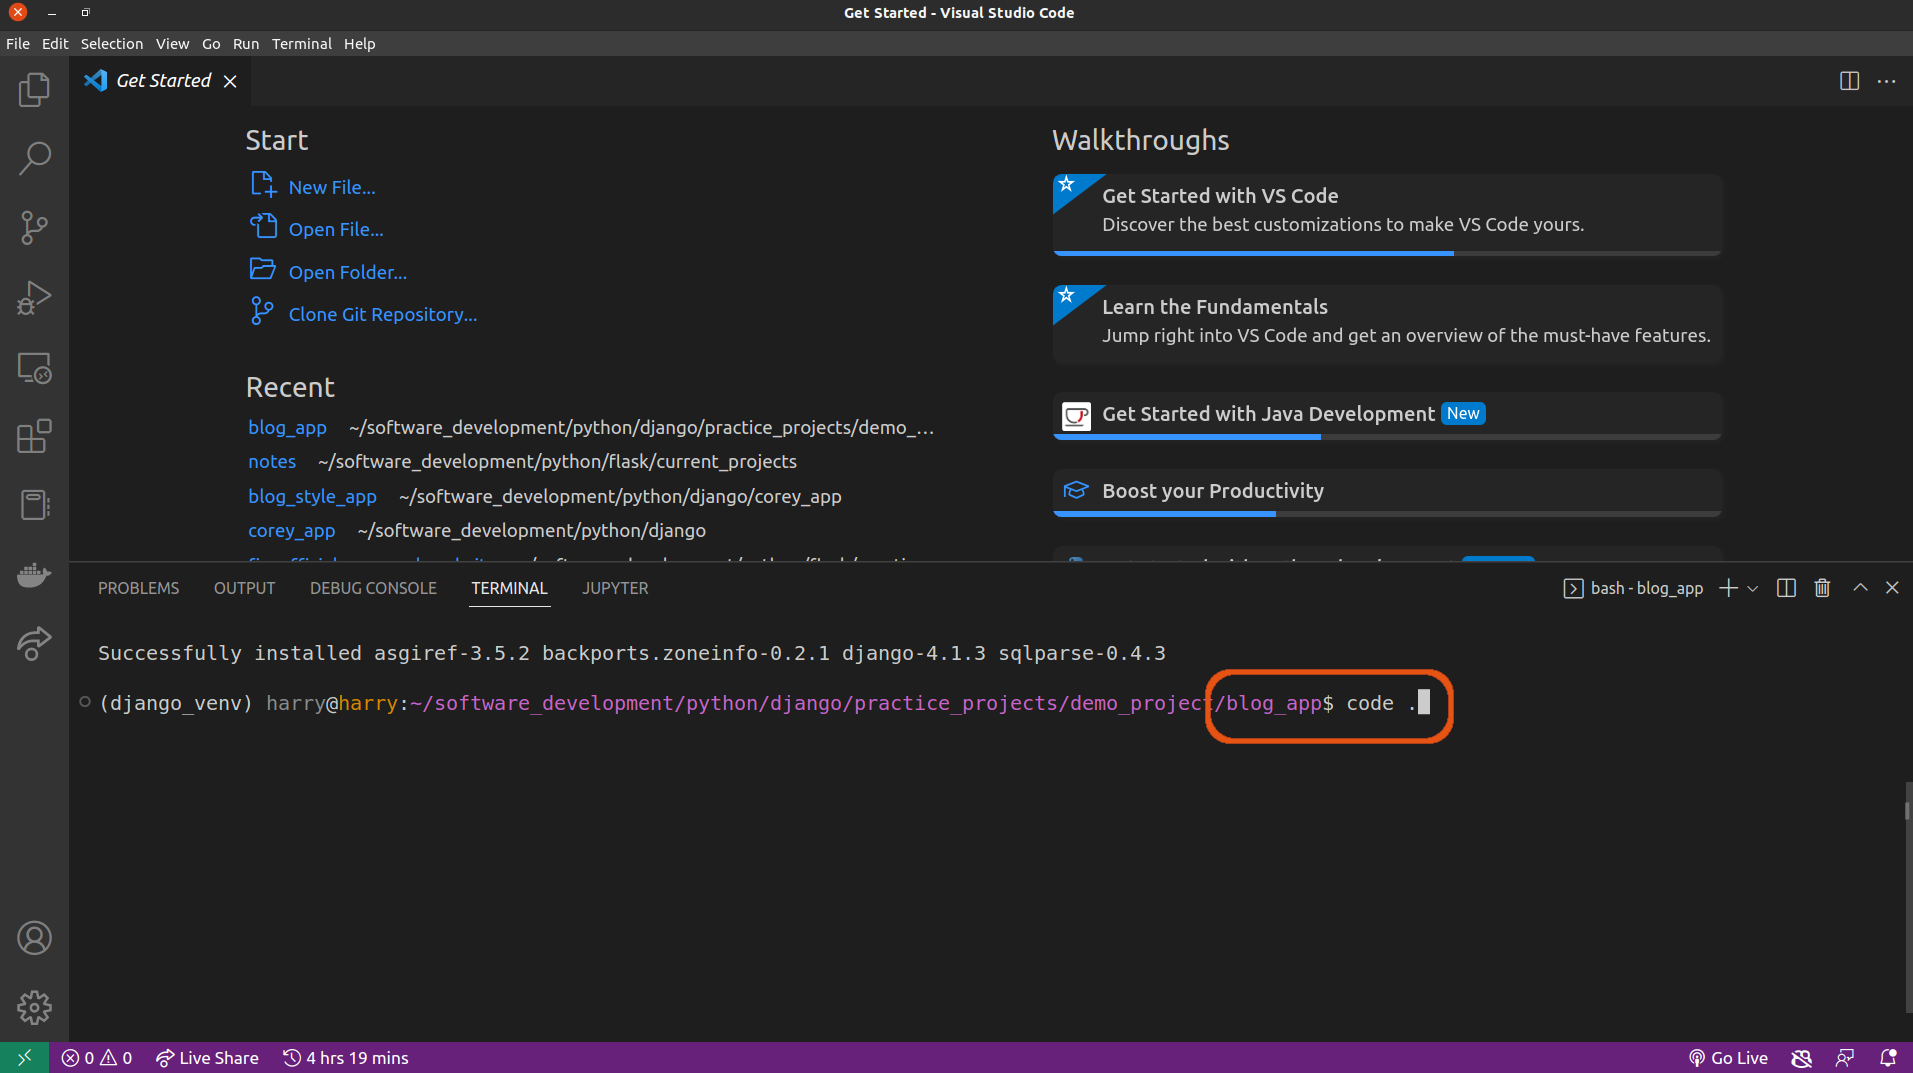 Get Started - Visual Studio Code
File Edit Selection View Go Run Terminal Help
Get Started
Start
New File...
Open File...
Open Folder...
Clone Git Repository...
Recent
blog_app ~/software_development/python/django/practice_projects/demo_...
notes ~/software_development/python/flask/current_projects
blog_style_app ~/software_development/python/django/corey_app
corey_app ~/software_development/python/django
Walkthroughs
Get Started with VS Code
Discover the best customizations to make VS Code yours.
Learn the Fundamentals
Jump right into VS Code and get an overview of the must-have features.
Get Started with Java Development New
Boost your Productivity
PROBLEMS OUTPUT DEBUG CONSOLE TERMINAL JUPYTER
bash - blog_app
Successfully installed asgiref-3.5.2 backports.zoneinfo-0.2.1 django-4.1.3 sqlparse-0.4.3
(django_venv) harry@harry:~/software_development/python/django/practice_projects/demo_project/blog_app$ code .
0 0 Live Share 4 hrs 19 mins
Go Live